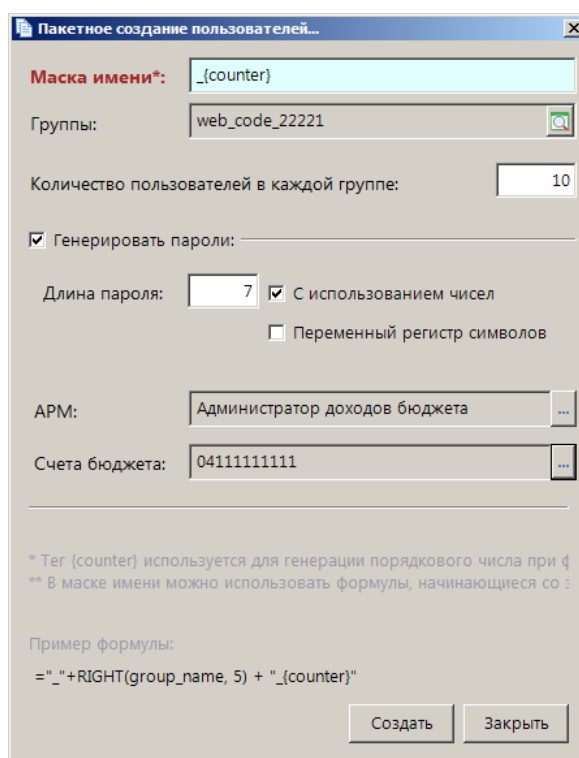 Пакетное создание пользователей...
Маска имени*: _{counter}
Группы: web_code_22221
Количество пользователей в каждой группе: 10
Генерировать пароли:
Длина пароля: 7 С использованием чисел
Переменный регистр символов
АРМ: Администратор доходов бюджета ...
Счета бюджета: 04111111111 ...
* Тег {counter} используется для генерации порядкового числа при
** В маске имени можно использовать формулы, начинающиеся со
Пример формулы:
="_"+RIGHT(group_name, 5) + "_{counter}"
Создать Закрыть